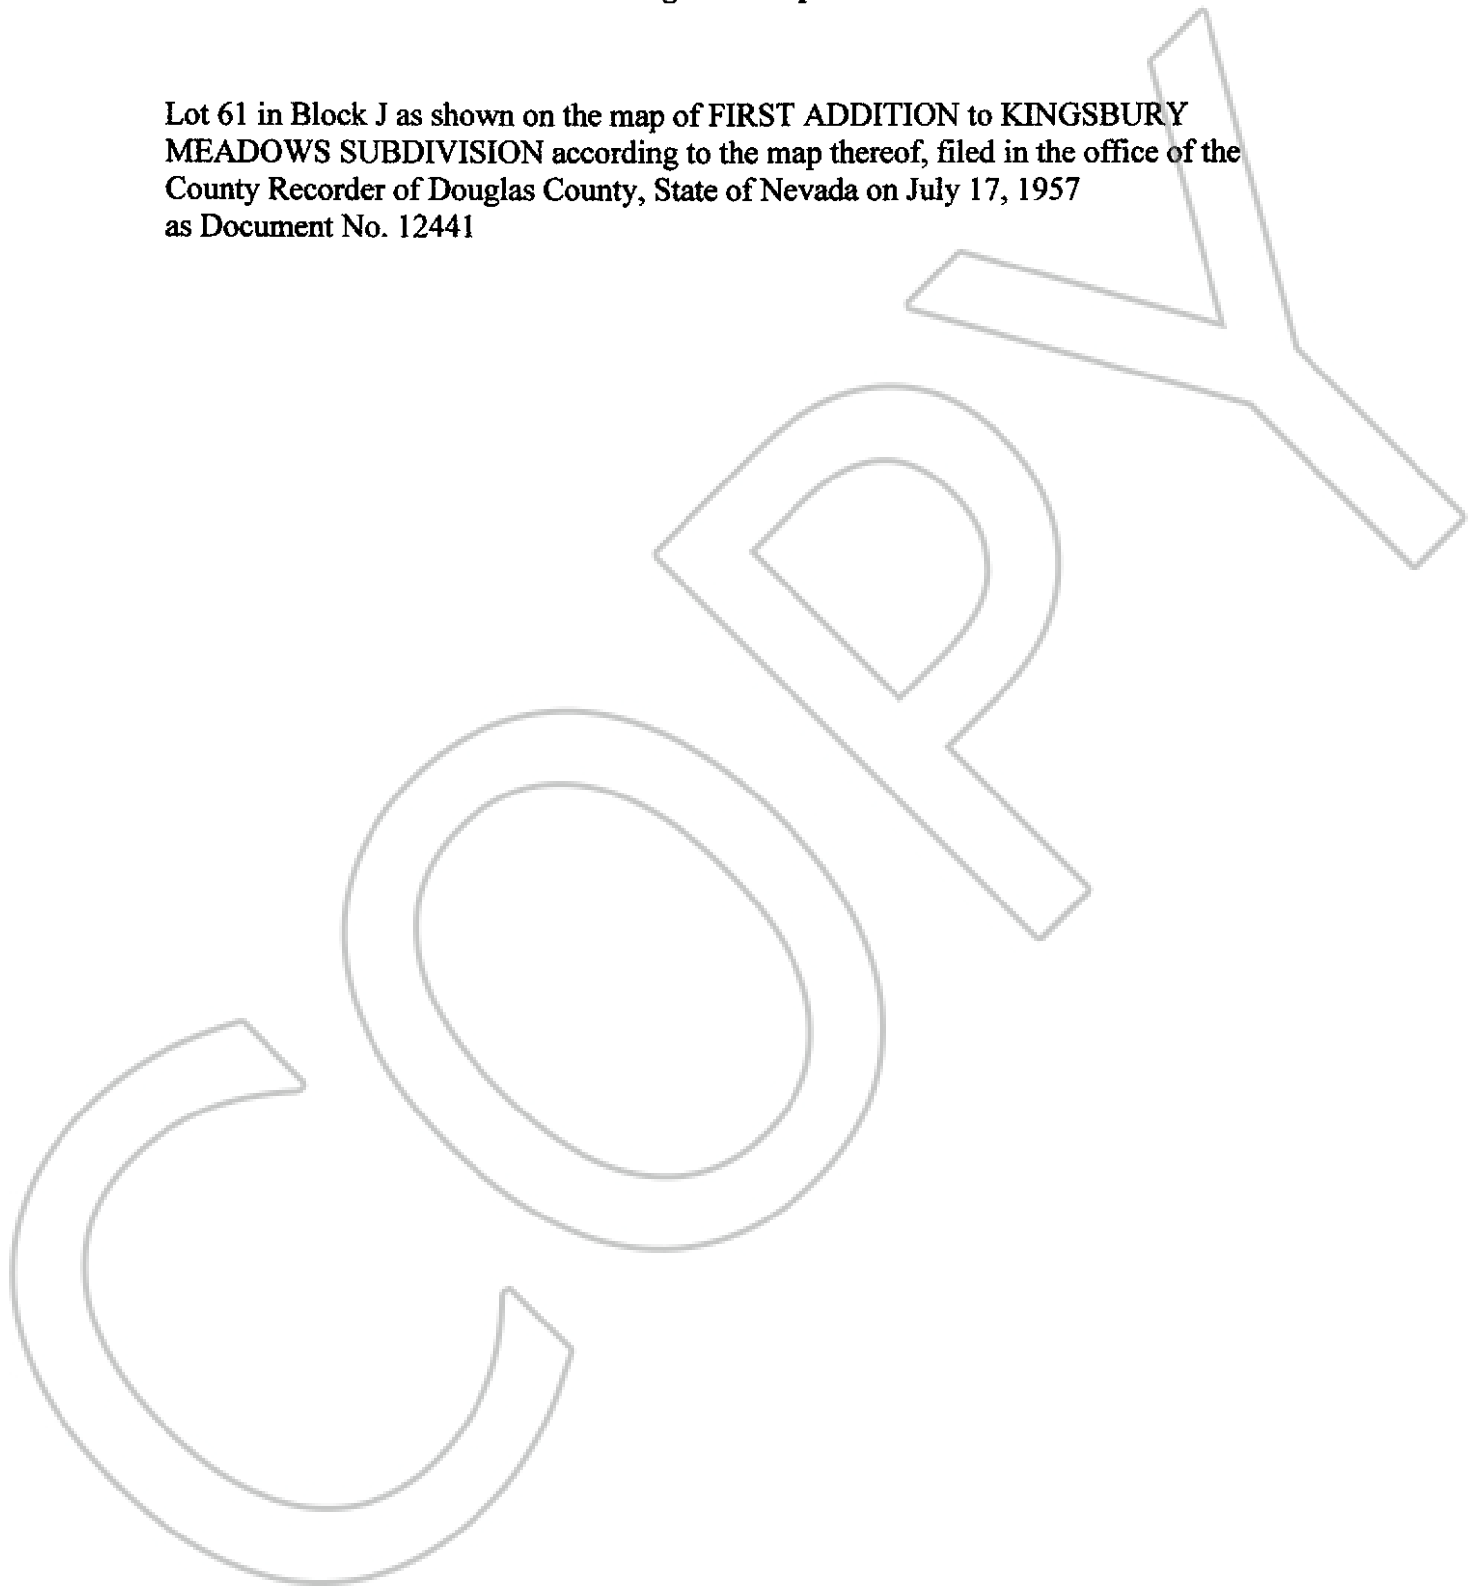 Lot 61 in Block J as shown on the map of FIRST ADDITION to KINGSBURY
MEADOWS SUBDIVISION according to the map thereof, filed in the office of the
County Recorder of Douglas County, State of Nevada on July 17, 1957
as Document No. 12441
COPY